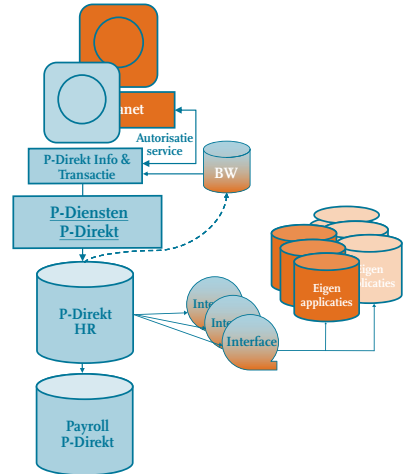 anet
Autorisatie
service
P-Direkt Info &
Transactie
BW
P-Diensten
P-Direkt
Eigen
applicaties
Eigen
plicaties
P-Direkt
HR
Inte
Inte
Interface
Payroll
P-Direkt